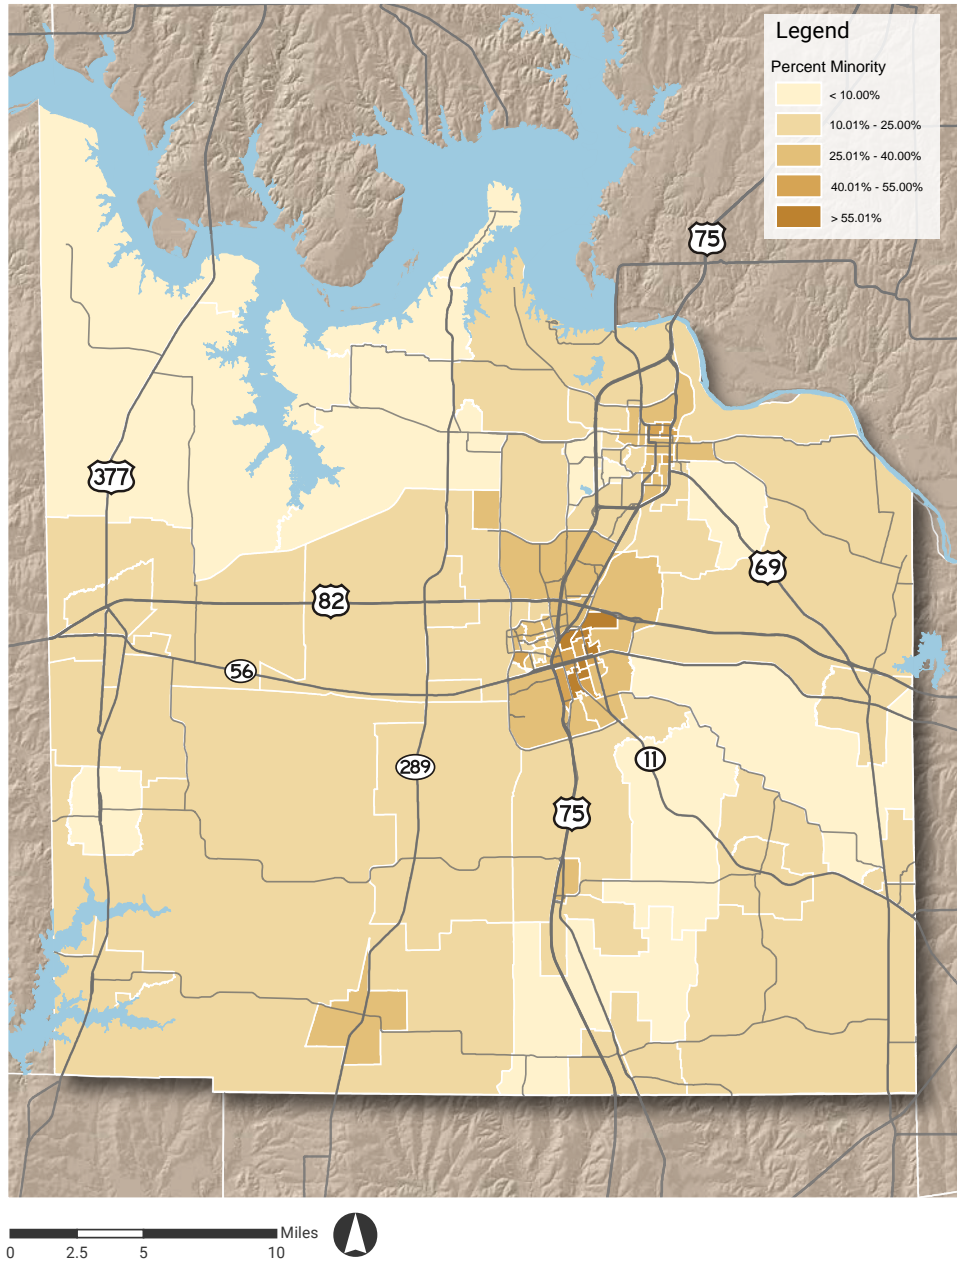 Legend
Percent Minority
< 10.00%
10.01% - 25.00%
25.01% - 40.00%
40.01% - 55.00%
> 55.01%
75
377
69
82
56
289
11
75
Miles
0 2.5 5 10